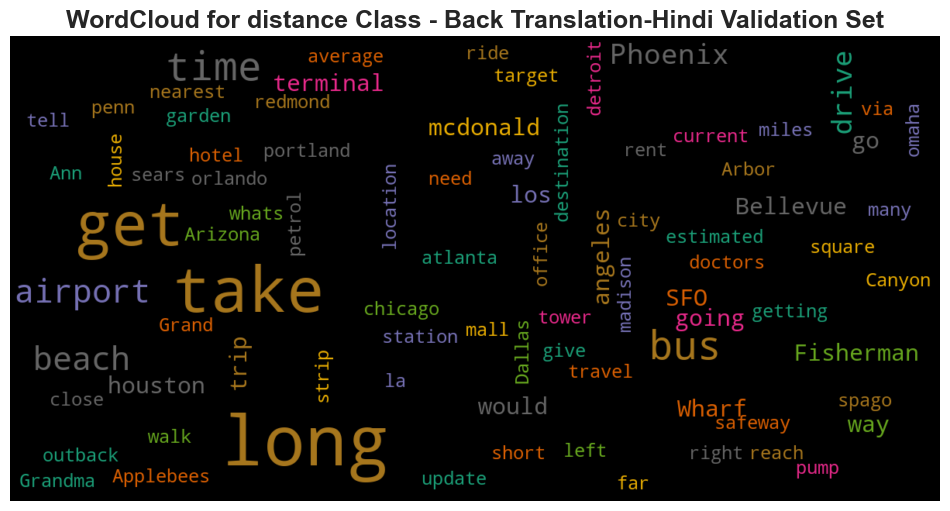 WordCloud for distance Class - Back Translation-Hindi Validation Set
time
average
terminal
ride
target
detroit
Phoenix
drive
via
omaha
nearest
redmond
penn
garden
tell
mcdonald
destination
current
miles
go
house
hotel
portland
away
rent
Arbor
Ann
sears
orlando
location
need
los
Bellevue
many
get
whats
Arizona
petrol
office
angeles
city
estimated
square
atlanta
madison
doctors
Canyon
airport
take
chicago
SFO
going
getting
Grand
station
mall
tower
Dallas
give
bus
Fisherman
beach
trip
strip
houston
la
travel
close
would
Wharf
spago
safeway
way
long
walk
outback
short
left
right
reach
Grandma
Applebees
update
far
pump